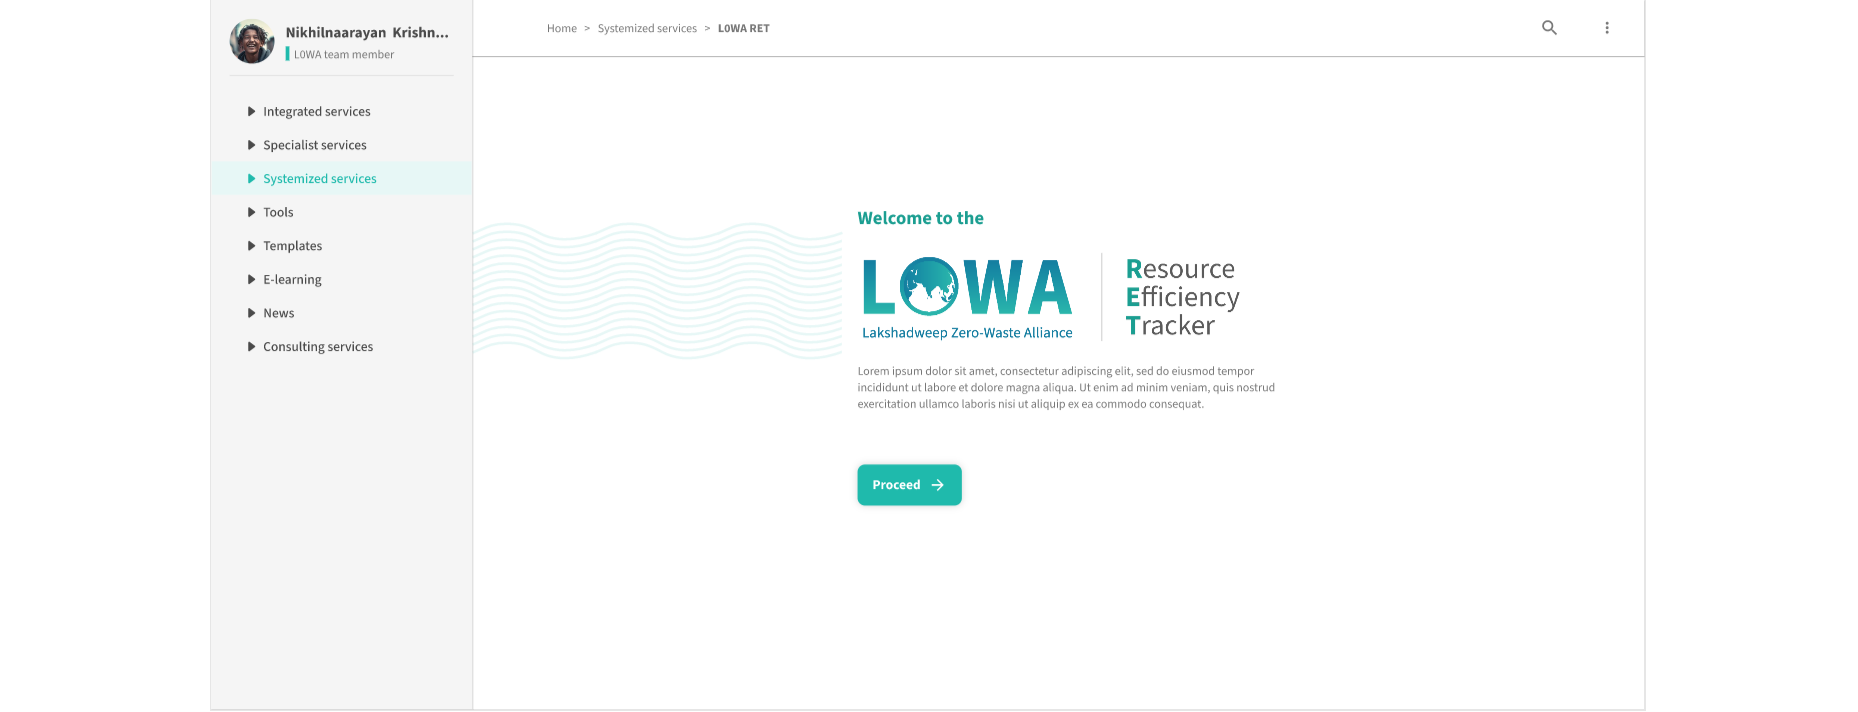 Nikhilnaarayan Krishn...
L0WA team member
Integrated services
Specialist services
Systemized services
Tools
Templates
E-learning
News
Consulting services
Home > Systemized services > L0WA RET
Welcome to the
L0WA
Lakshadweep Zero-Waste Alliance
Resource
Efficiency
Tracker
Lorem ipsum dolor sit amet, consectetur adipiscing elit, sed do eiusmod tempor
incididunt ut labore et dolore magna aliqua. Ut enim ad minim veniam, quis nostrud
exercitation ullamco laboris nisi ut aliquip ex ea commodo consequat.
Proceed →